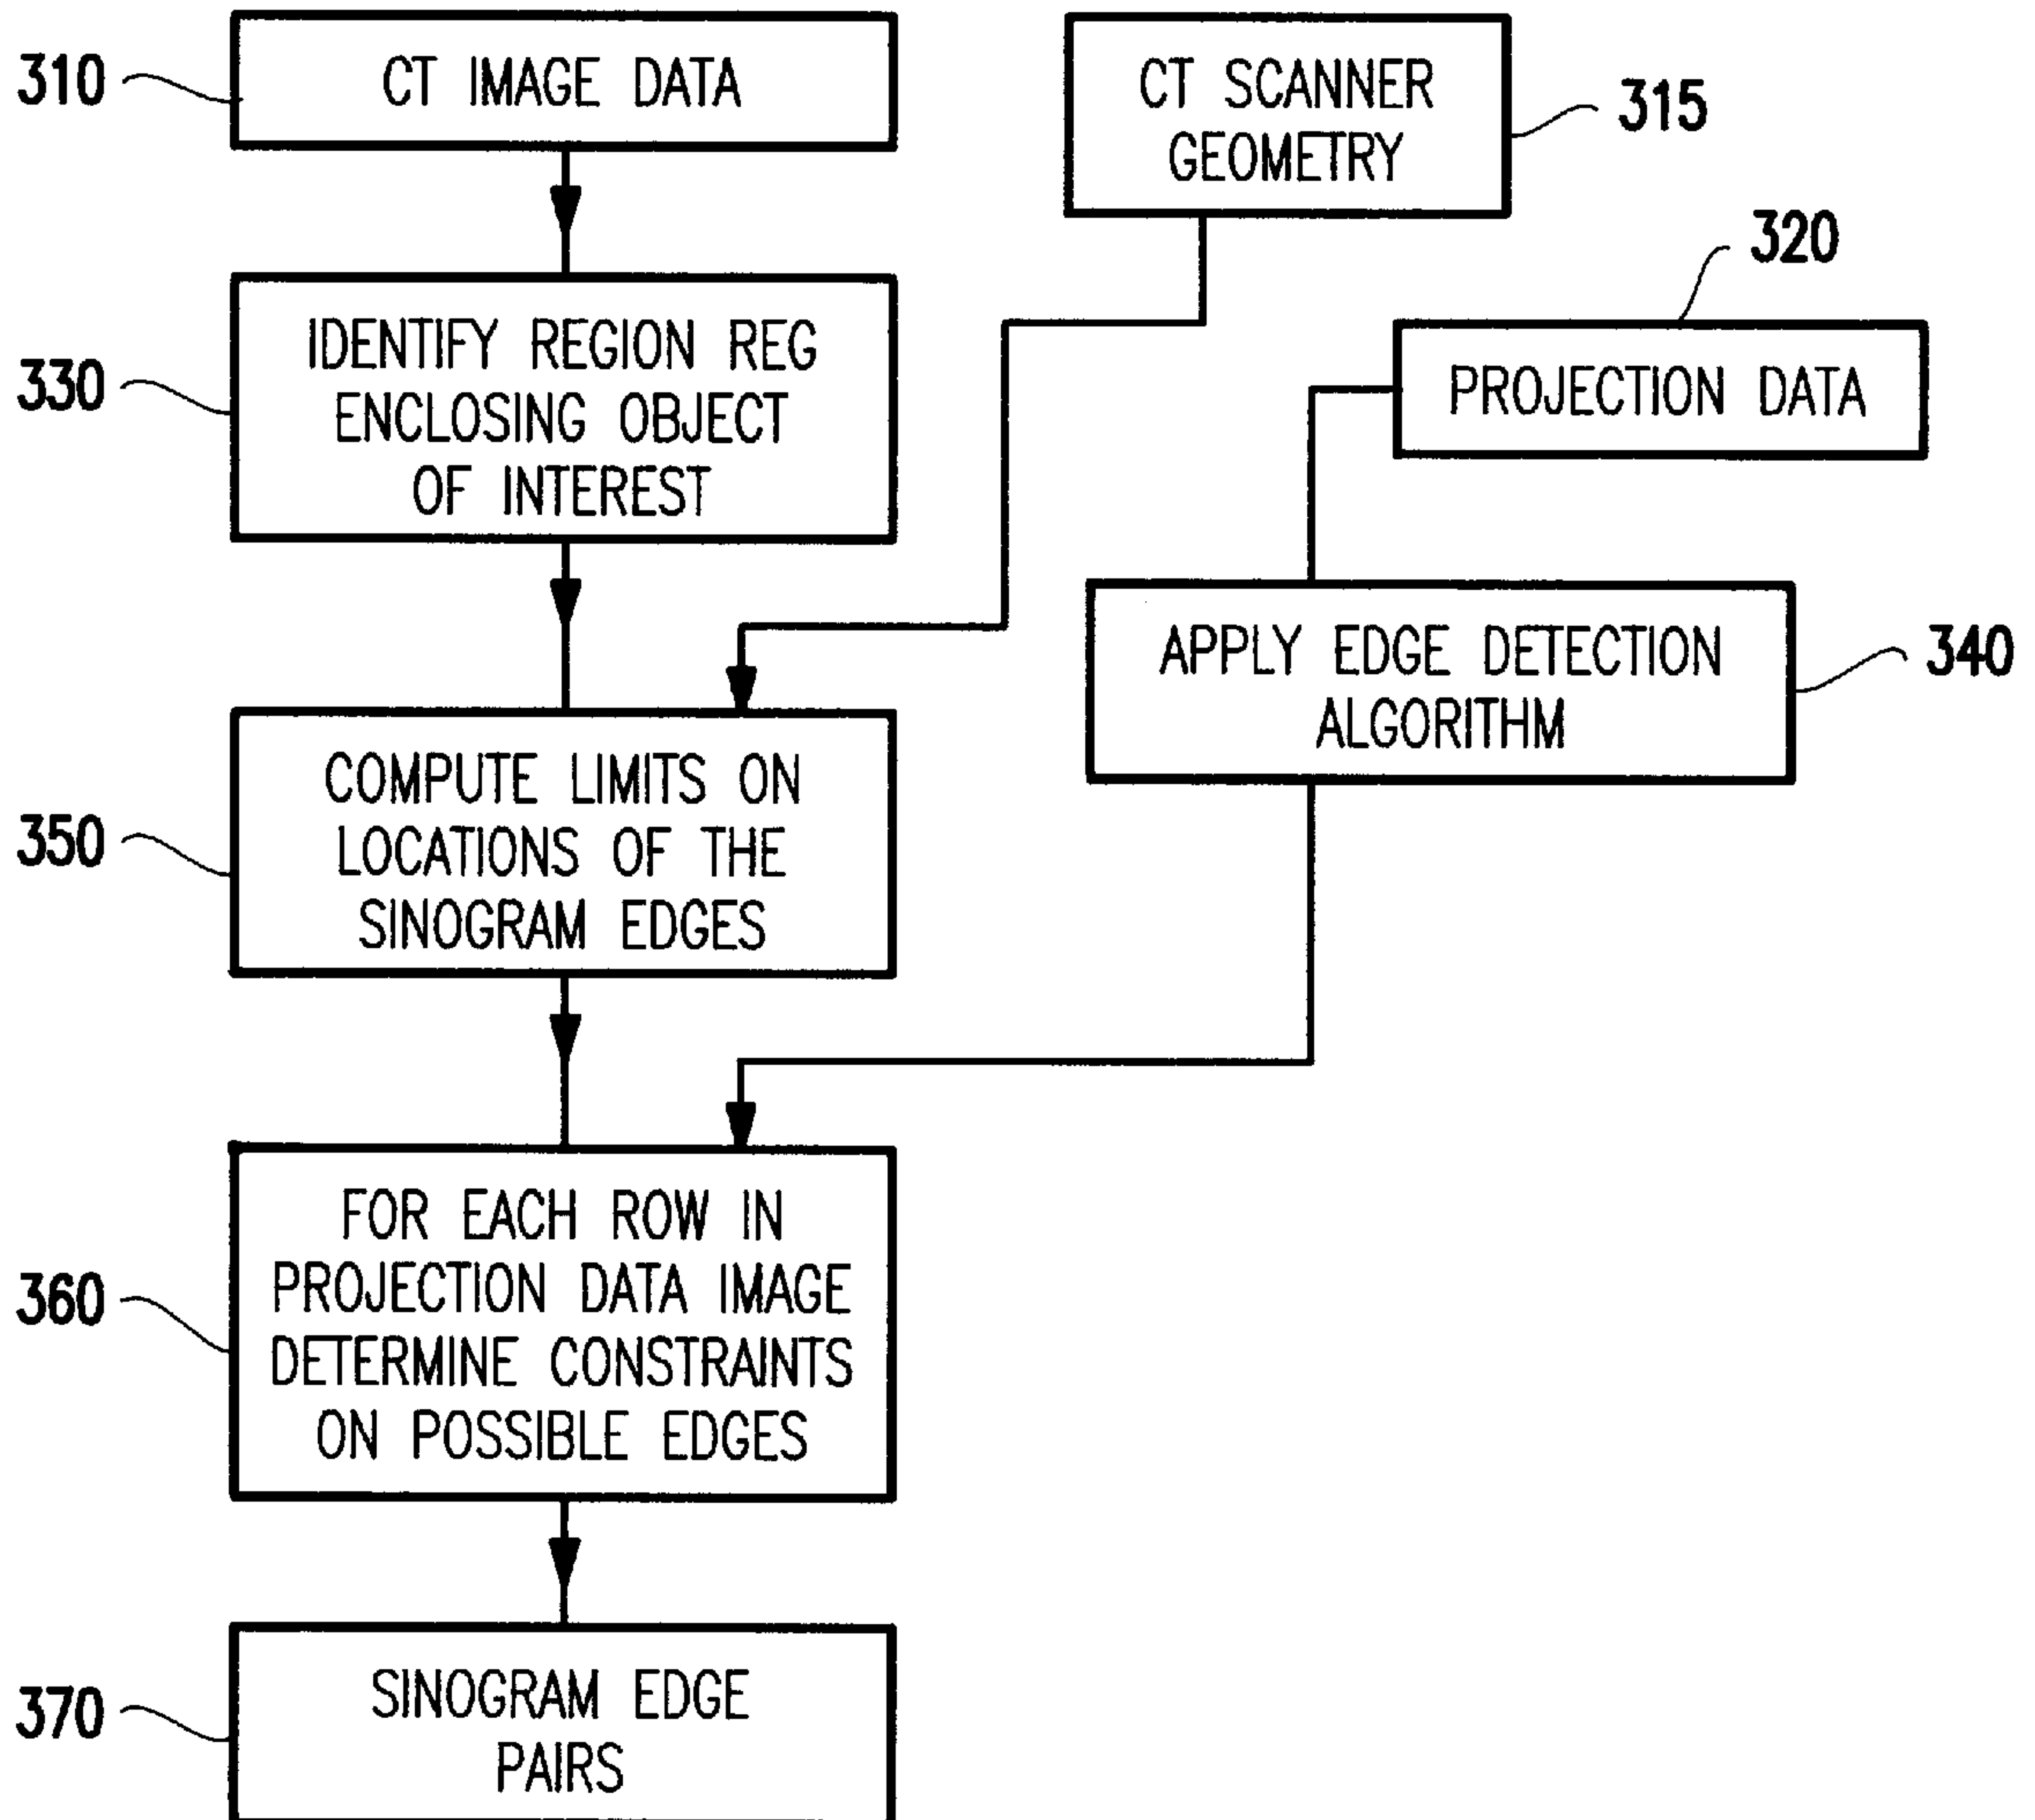 310
CT IMAGE DATA
CT SCANNER
GEOMETRY
315
320
PROJECTION DATA
330
IDENTIFY REGION REG
ENCLOSING OBJECT
OF INTEREST
APPLY EDGE DETECTION
ALGORITHM
340
350
COMPUTE LIMITS ON
LOCATIONS OF THE
SINOGRAM EDGES
360
FOR EACH ROW IN
PROJECTION DATA IMAGE
DETERMINE CONSTRAINTS
ON POSSIBLE EDGES
370
SINOGRAM EDGE
PAIRS